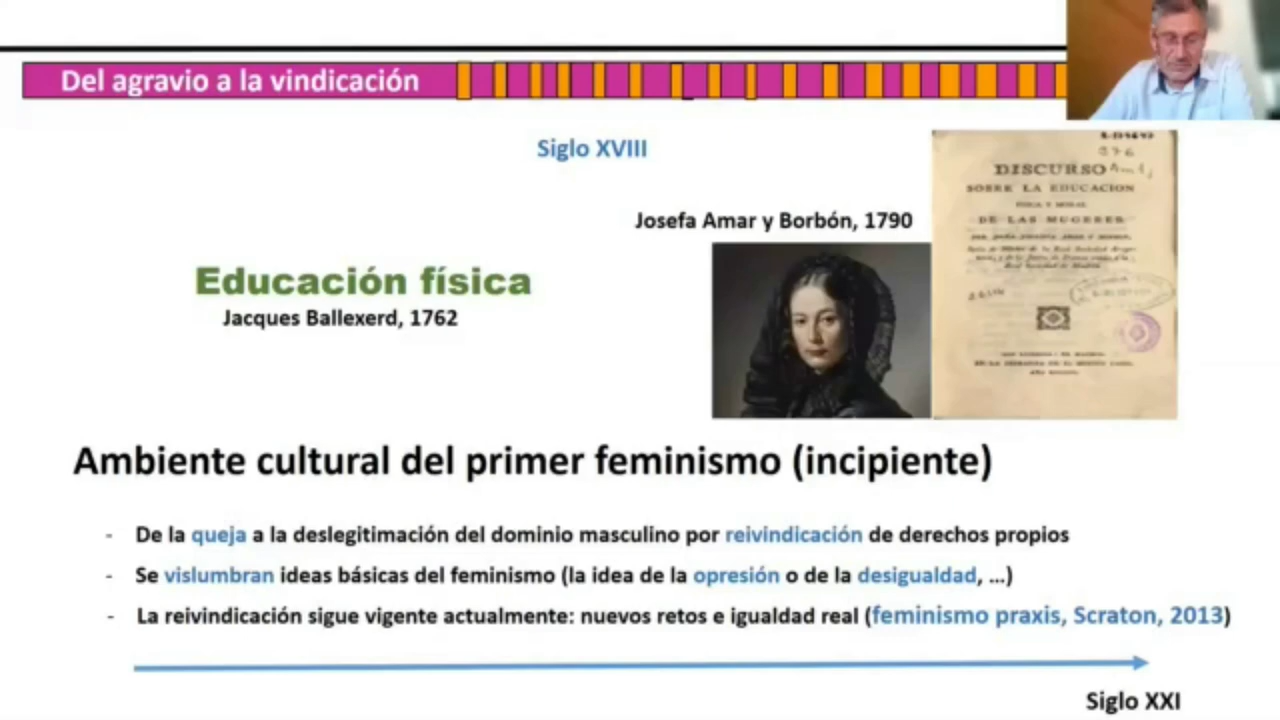 Del agravio a la vindicación
Siglo XVIII
Josefa Amar y Borbón, 1790
Educación física
Jacques Ballexerd, 1762
DISCURSO
SOBRE LA EDUCACION
FISICA Y MORAL
DE LAS MUGERES
Ambiente cultural del primer feminismo (incipiente)
- De la queja a la deslegitimación del dominio masculino por reivindicación de derechos propios
- Se vislumbran ideas básicas del feminismo (la idea de la opresión o de la desigualdad, ...)
- La reivindicación sigue vigente actualmente: nuevos retos e igualdad real (feminismo praxis, Scraton, 2013)
Siglo XXI